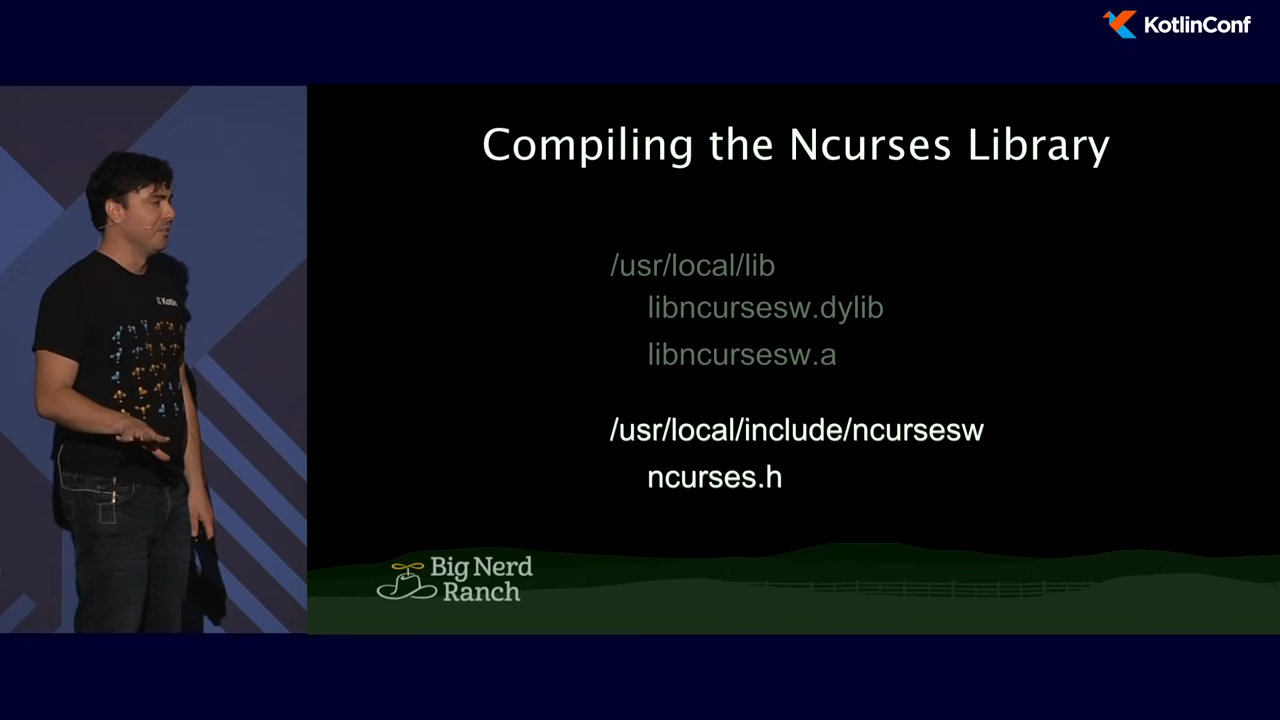 KotlinConf
Compiling the Ncurses Library
/usr/local/lib
libncursesw.dylib
libncursesw.a
/usr/local/include/ncursesw
ncurses.h
Big Nerd
Ranch
Kotlin